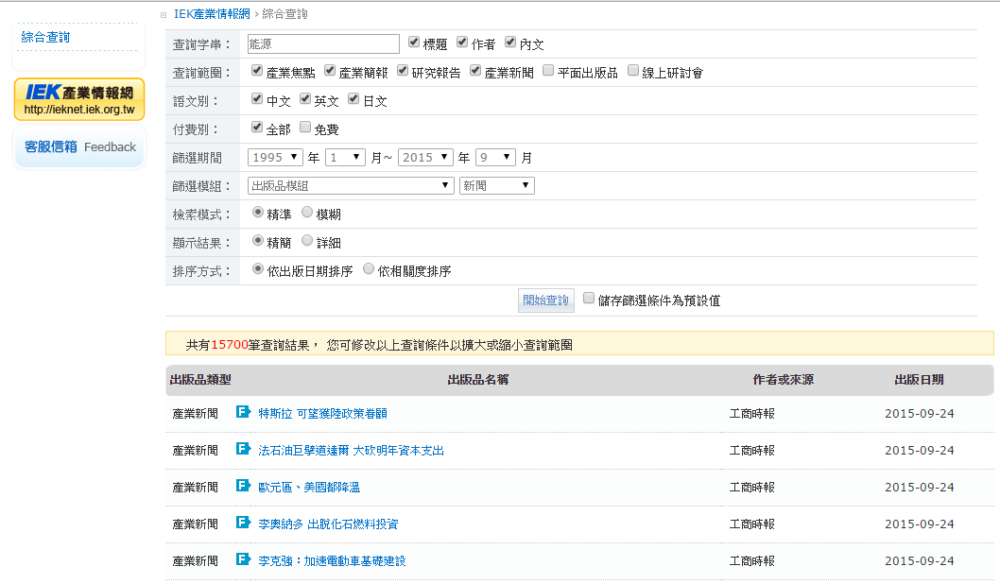 IEK產業情報網 › 綜合查詢
綜合查詢
IEK產業情報網
http://ieknet.iek.org.tw
客服信箱 Feedback
查詢字串： 能源 標題 作者 內文
查詢範圍： 產業焦點 產業簡報 研究報告 產業新聞 平面出版品 線上研討會
語文別： 中文 英文 日文
付費別： 全部 免費
篩選期間 1995 年 1 月~ 2015 年 9 月
篩選模組： 出版品模組 新聞
檢索模式： 精準 模糊
顯示結果： 精簡 詳細
排序方式： 依出版日期排序 依相關度排序
開始查詢 儲存篩選條件為預設值
共有15700筆查詢結果， 您可修改以上查詢條件以擴大或縮小查詢範圍
出版品類型 出版品名稱 作者或來源 出版日期
產業新聞 F 特斯拉 可望獲陸政策眷顧 工商時報 2015-09-24
產業新聞 F 法石油巨擘道達爾 大砍明年資本支出 工商時報 2015-09-24
產業新聞 F 歐元區、美國都降溫 工商時報 2015-09-24
產業新聞 F 李奧納多 出脫化石燃料投資 工商時報 2015-09-24
產業新聞 F 李克強：加速電動車基礎建設 工商時報 2015-09-24